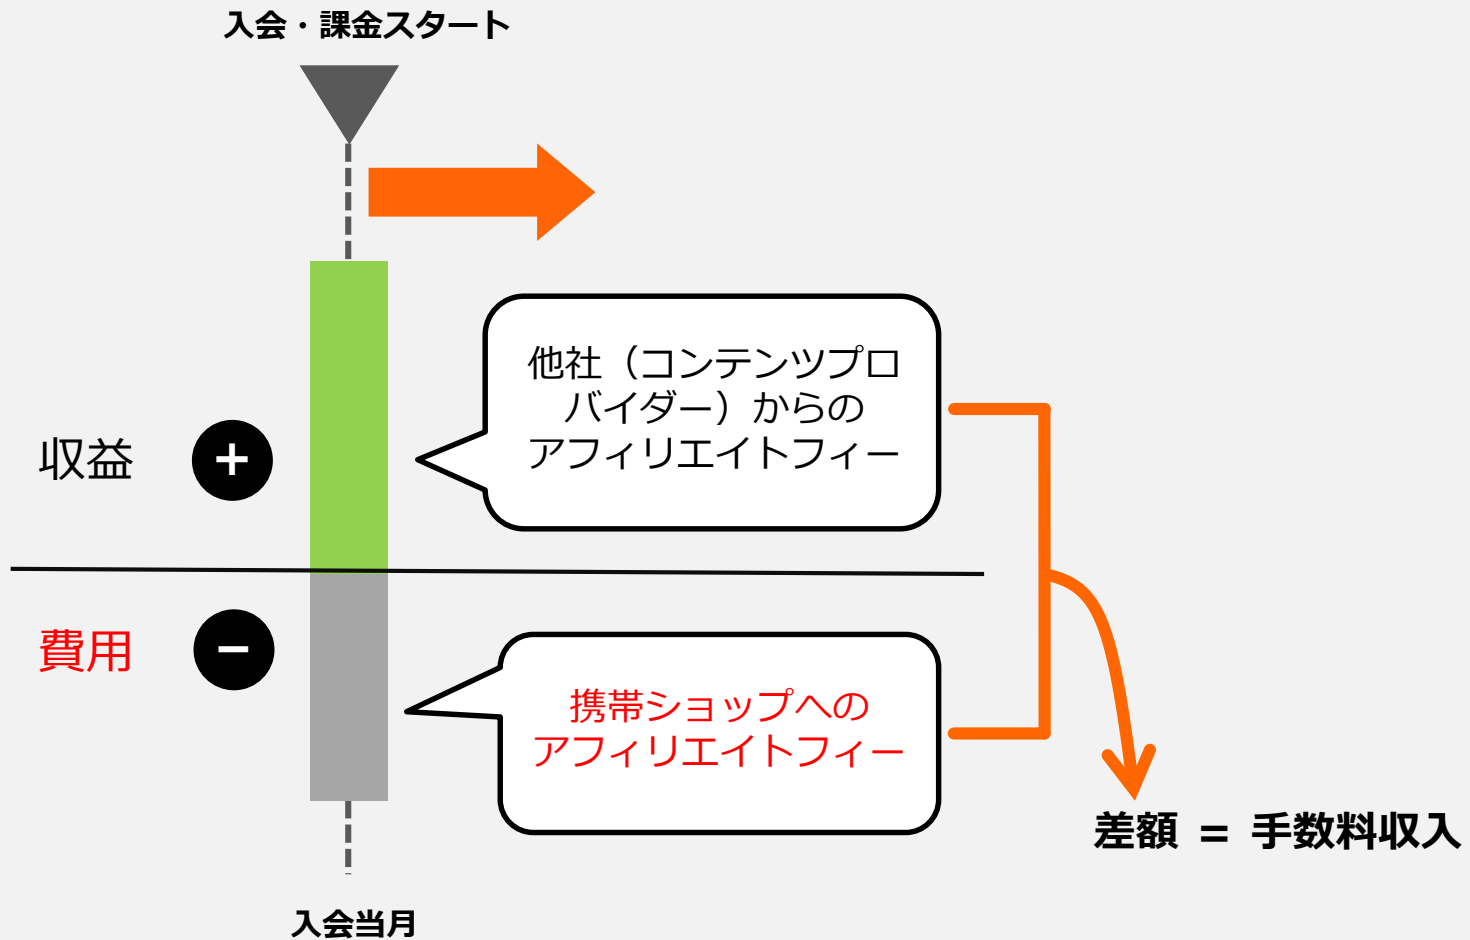 入会・課金スタート
他社（コンテンツプロ
バイダー）からの
アフィリエイトフィー
収益
+
費用
−
携帯ショップへの
アフィリエイトフィー
差額 = 手数料収入
入会当月